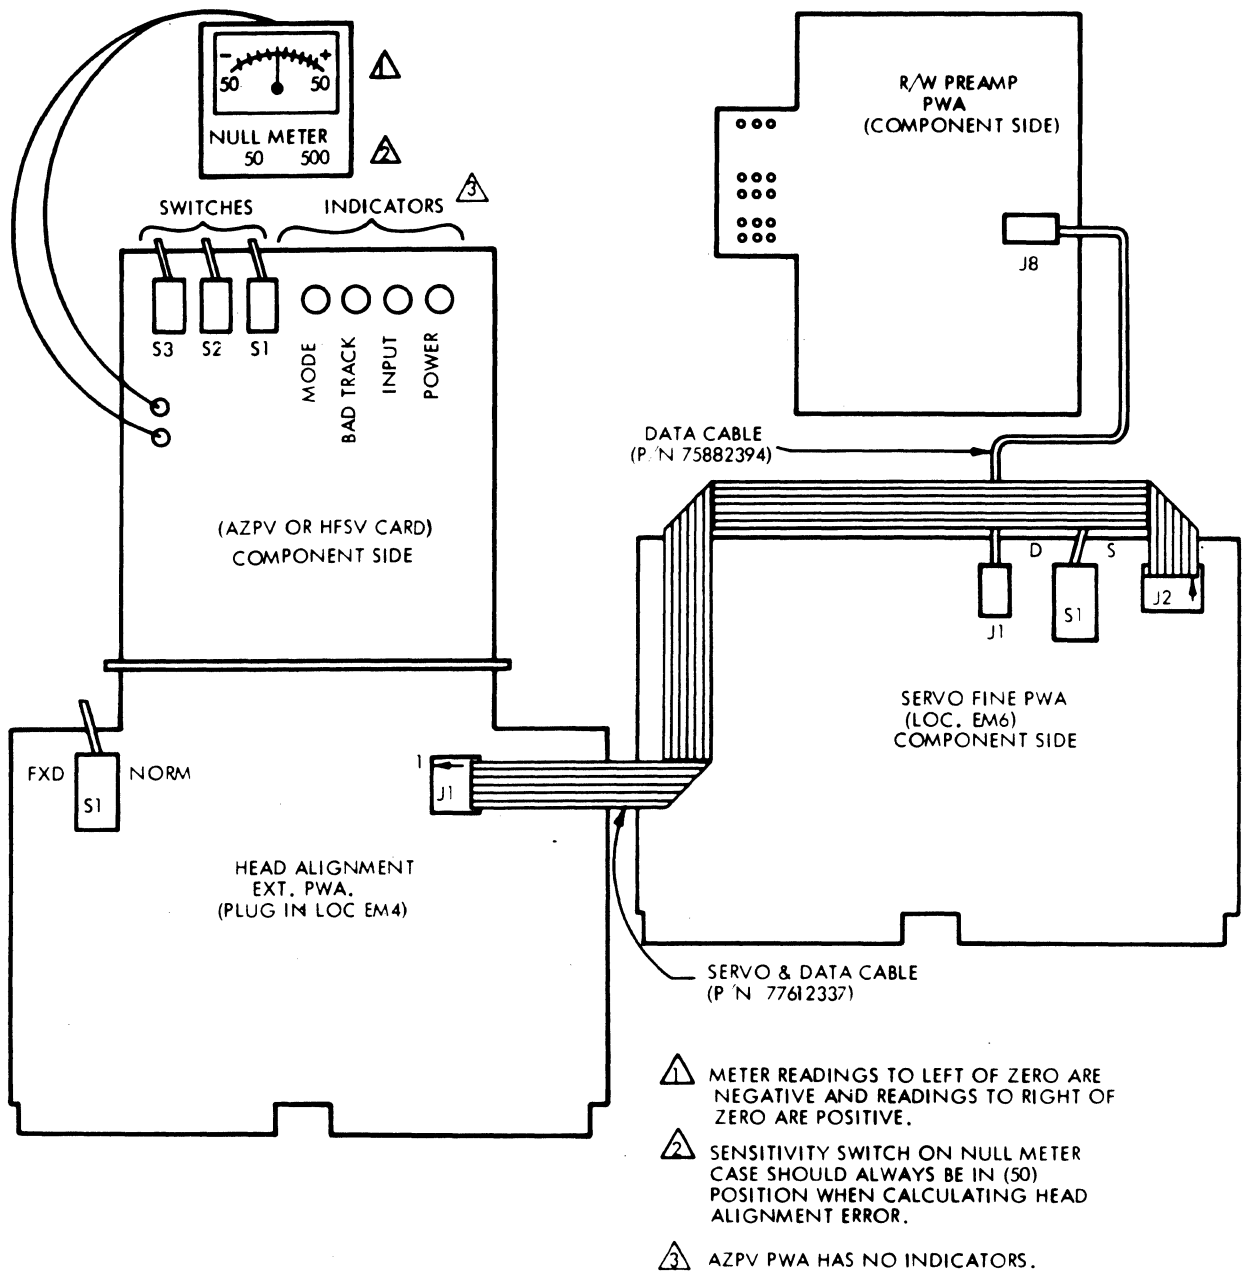 - +
50 50
NULL METER
50 500
1
2
3
SWITCHES INDICATORS
S3 S2 S1
MODE
BAD TRACK
INPUT
POWER
(AZPV OR HFSV CARD)
COMPONENT SIDE
R/W PREAMP
PWA
(COMPONENT SIDE)
J8
DATA CABLE
(P/N 75882394)
D S
J1
S1
J2
SERVO FINE PWA
(LOC. EM6)
COMPONENT SIDE
FXD NORM
S1
1
J1
HEAD ALIGNMENT
EXT. PWA.
(PLUG IN LOC EM4)
SERVO & DATA CABLE
(P/N 77612337)
1 METER READINGS TO LEFT OF ZERO ARE
NEGATIVE AND READINGS TO RIGHT OF
ZERO ARE POSITIVE.
2 SENSITIVITY SWITCH ON NULL METER
CASE SHOULD ALWAYS BE IN (50)
POSITION WHEN CALCULATING HEAD
ALIGNMENT ERROR.
3 AZPV PWA HAS NO INDICATORS.